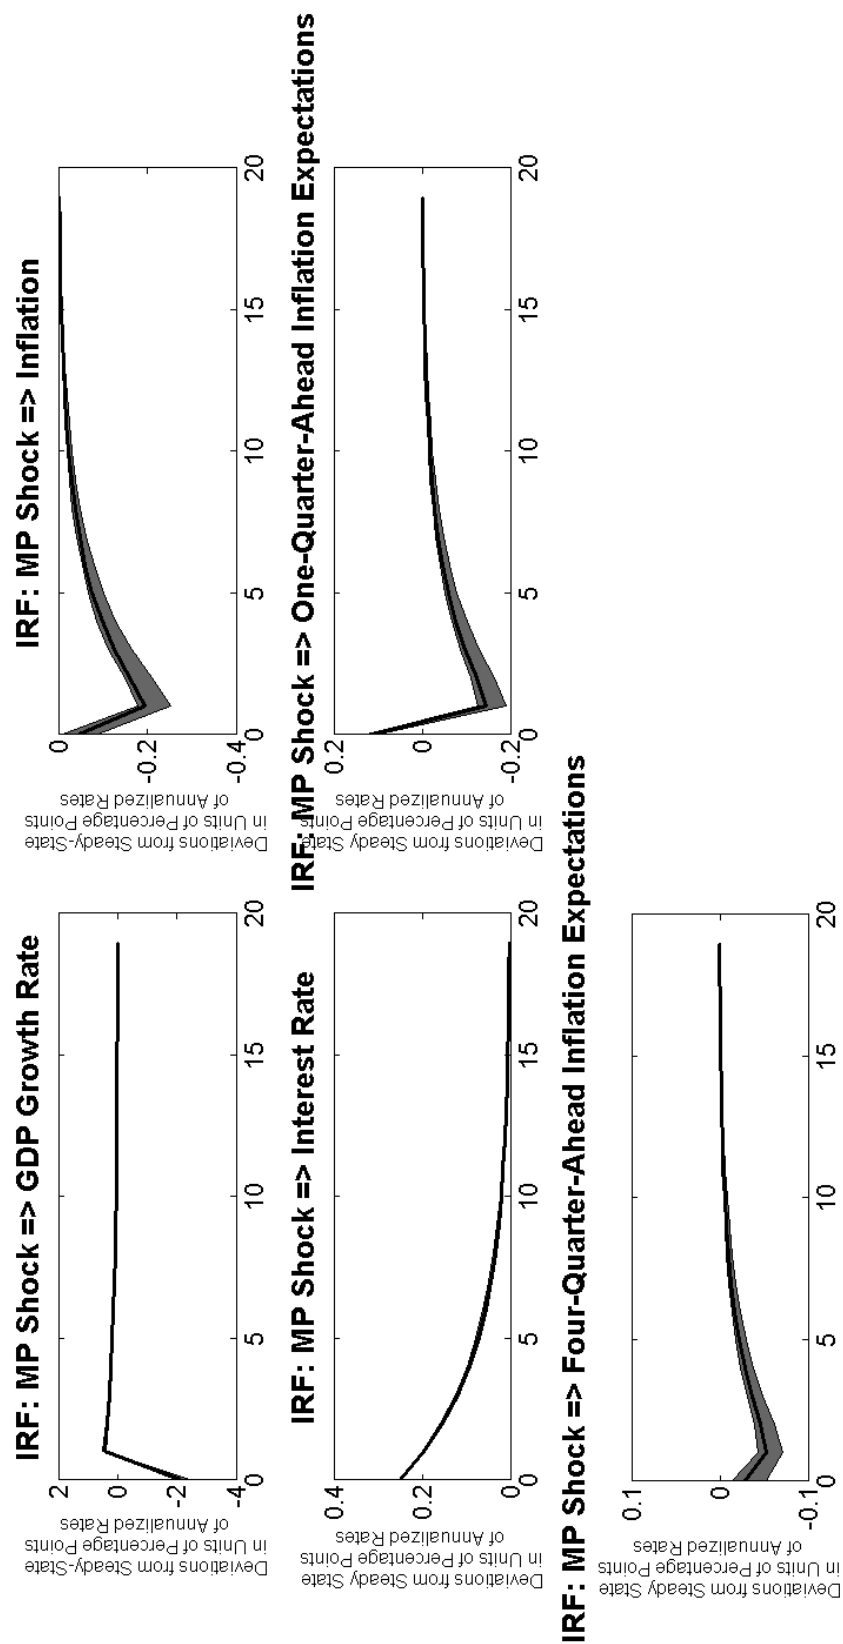 IRF: MP Shock => GDP Growth Rate
Deviations from Steady-State
in Units of Percentage Points
of Annualized Rates
2
0
-2
-4
0
5
10
15
20
IRF: MP Shock => Inflation
Deviations from Steady-State
in Units of Percentage Points
of Annualized Rates
0
-0.2
-0.4
0
5
10
15
20
IRF: MP Shock => Interest Rate
Deviations from Steady State
in Units of Percentage Points
of Annualized Rates
0.4
0.2
0
0
5
10
15
20
IRF: MP Shock => One-Quarter-Ahead Inflation Expectations
Deviations from Steady State
in Units of Percentage Points
of Annualized Rates
0.2
0
-0.2
0
5
10
15
20
IRF: MP Shock => Four-Quarter-Ahead Inflation Expectations
Deviations from Steady State
in Units of Percentage Points
of Annualized Rates
0.1
0
-0.1
0
5
10
15
20